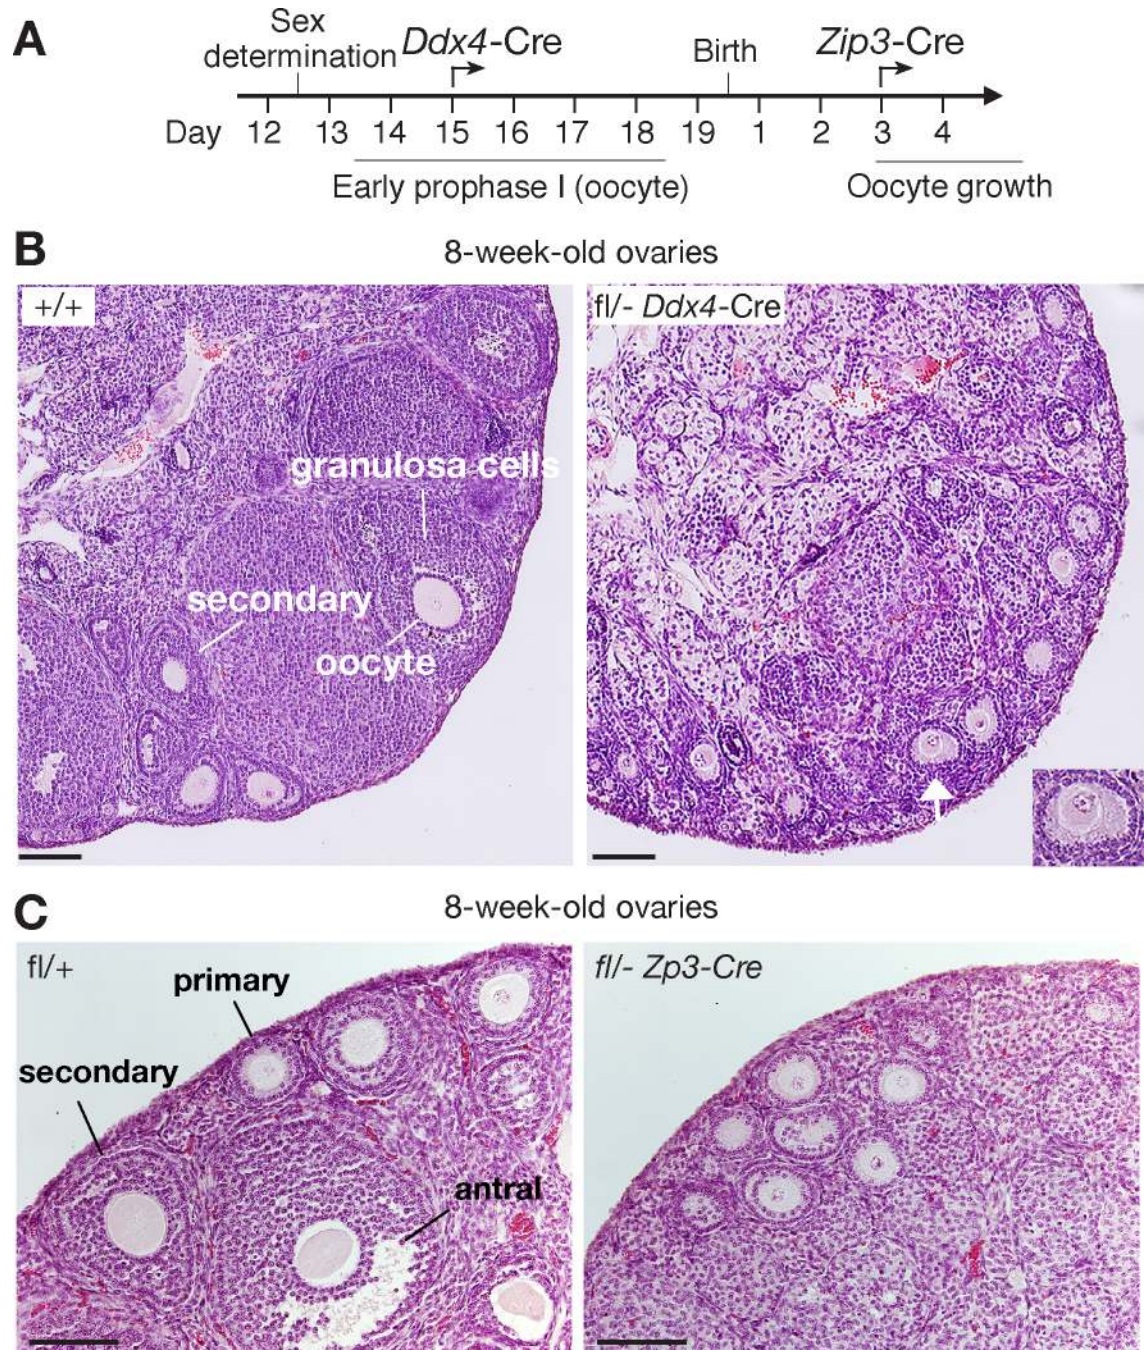 A
Sex
determination
Ddx4-Cre
Birth
Zip3-Cre
Day 12 13 14 15 16 17 18 19 1 2 3 4
Early prophase I (oocyte)
Oocyte growth
B
8-week-old ovaries
+/+
granulosa cells
secondary
oocyte
fl/- Ddx4-Cre
C
8-week-old ovaries
fl/+
primary
secondary
antral
fl/- Zp3-Cre